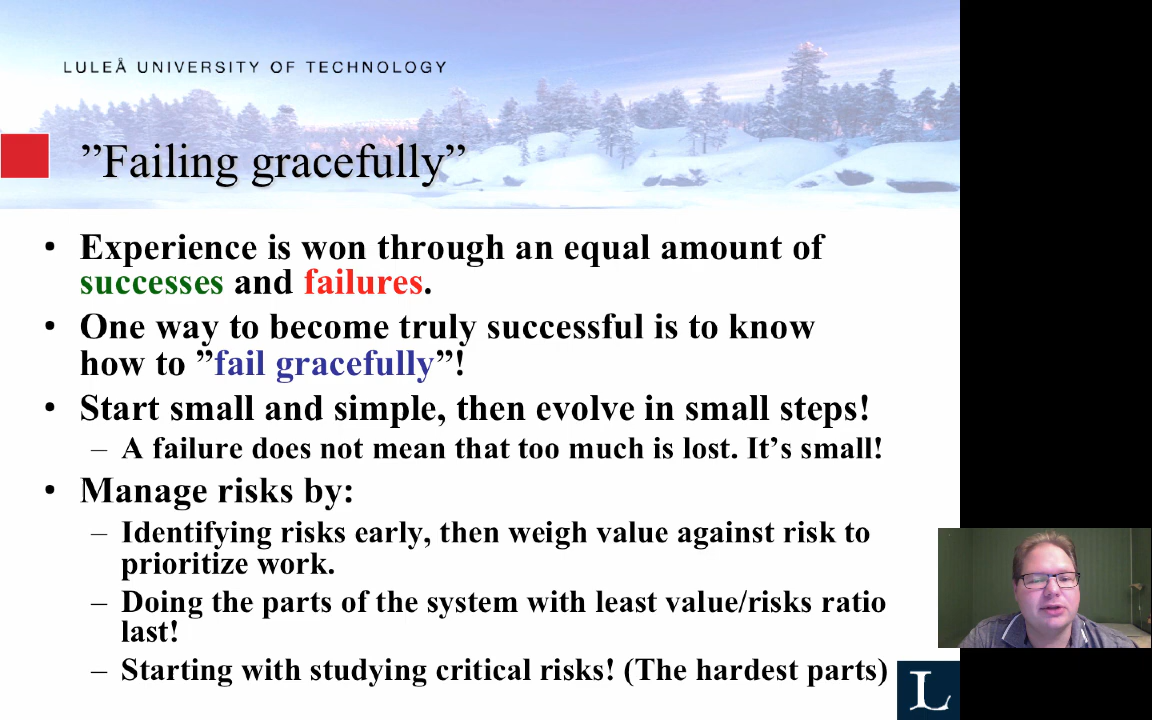 LULEÅ UNIVERSITY OF TECHNOLOGY
”Failing gracefully”
• Experience is won through an equal amount of
successes and failures.
• One way to become truly successful is to know
how to ”fail gracefully”!
• Start small and simple, then evolve in small steps!
– A failure does not mean that too much is lost. It’s small!
• Manage risks by:
– Identifying risks early, then weigh value against risk to
prioritize work.
– Doing the parts of the system with least value/risks ratio
last!
– Starting with studying critical risks! (The hardest parts)
L